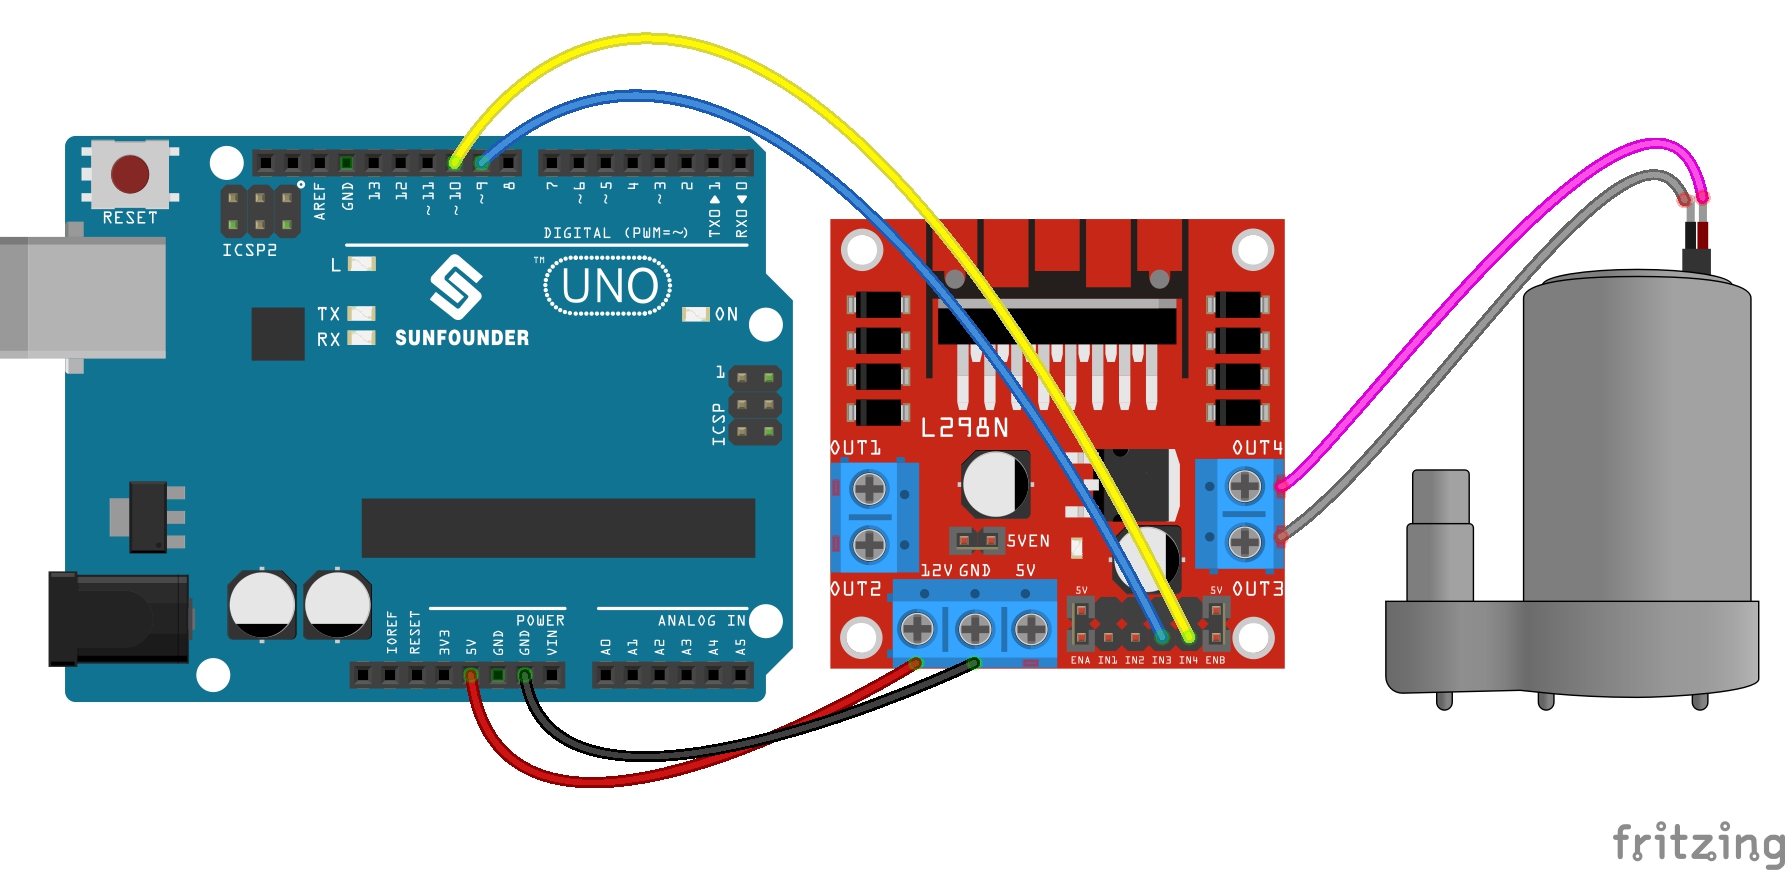 RESET
ICSP2
AREF
GND
13
12
~11
~10
~9
8
7
~6
~5
4
~3
2
TX0▶1
RX0◀0
DIGITAL (PWM=~)
L
TX
RX
SUNFOUNDER
TM
UNO
ON
1
ICSP
IOREF
RESET
3V3
5V
GND
GND
VIN
POWER
ANALOG IN
A0
A1
A2
A3
A4
A5
L298N
OUT1
OUT4
5VEN
12V GND 5V
OUT2
OUT3
5V
5V
ENA IN1 IN2 IN3 IN4 ENB
fritzing